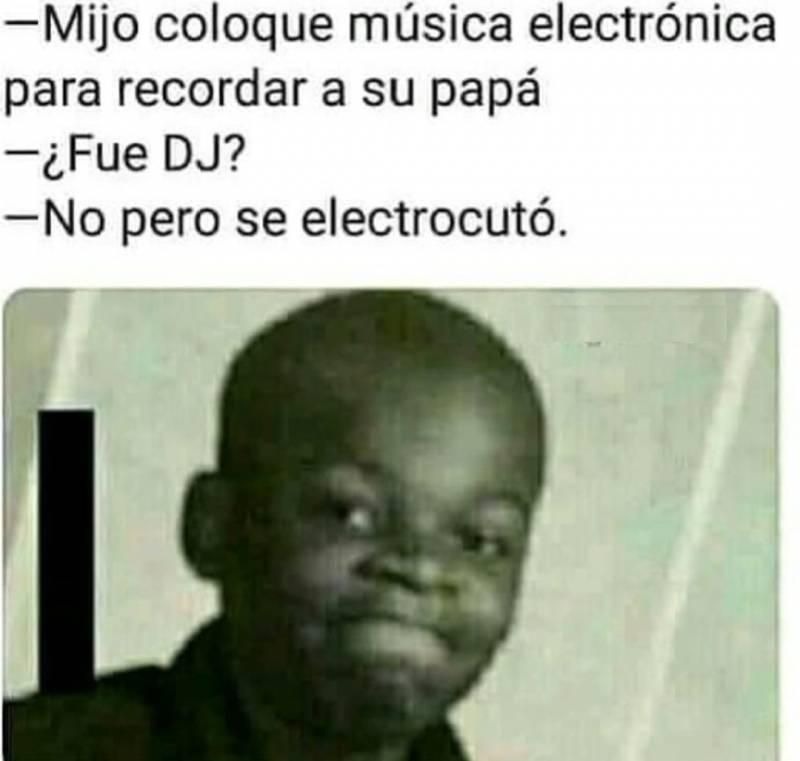 —Mijo coloque música electrónica
para recordar a su papá
—¿Fue DJ?
—No pero se electrocutó.